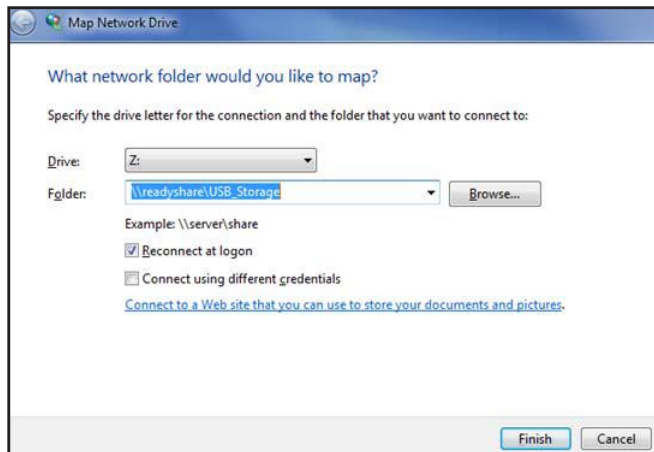 Map Network Drive
What network folder would you like to map?
Specify the drive letter for the connection and the folder that you want to connect to:
Drive: Z:
Folder: \\readyshare\USB_Storage Browse...
Example: \\server\share
Reconnect at logon
Connect using different credentials
Connect to a Web site that you can use to store your documents and pictures.
Finish Cancel